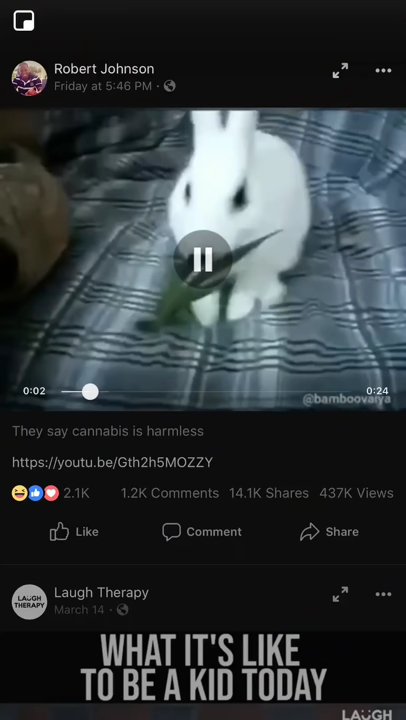 Robert Johnson
Friday at 5:46 PM ·
0:02
0:24
@bamboovaiya
They say cannabis is harmless
https://youtu.be/Gth2h5MOZZY
2.1K 1.2K Comments 14.1K Shares 437K Views
Like Comment Share
LAUGH
THERAPY
Laugh Therapy
March 14 ·
WHAT IT'S LIKE
TO BE A KID TODAY
LAUGH